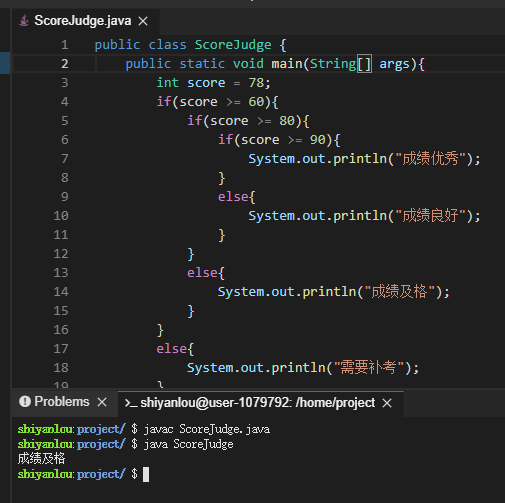 ScoreJudge.java
1 public class ScoreJudge {
2 public static void main(String[] args){
3 int score = 78;
4 if(score >= 60){
5 if(score >= 80){
6 if(score >= 90){
7 System.out.println("成绩优秀");
8 }
9 else{
10 System.out.println("成绩良好");
11 }
12 }
13 else{
14 System.out.println("成绩及格");
15 }
16 }
17 else{
18 System.out.println("需要补考");
19 }
Problems
shiyanlou@user-1079792: /home/project
shiyanlou:project/ $ javac ScoreJudge.java
shiyanlou:project/ $ java ScoreJudge
成绩及格
shiyanlou:project/ $